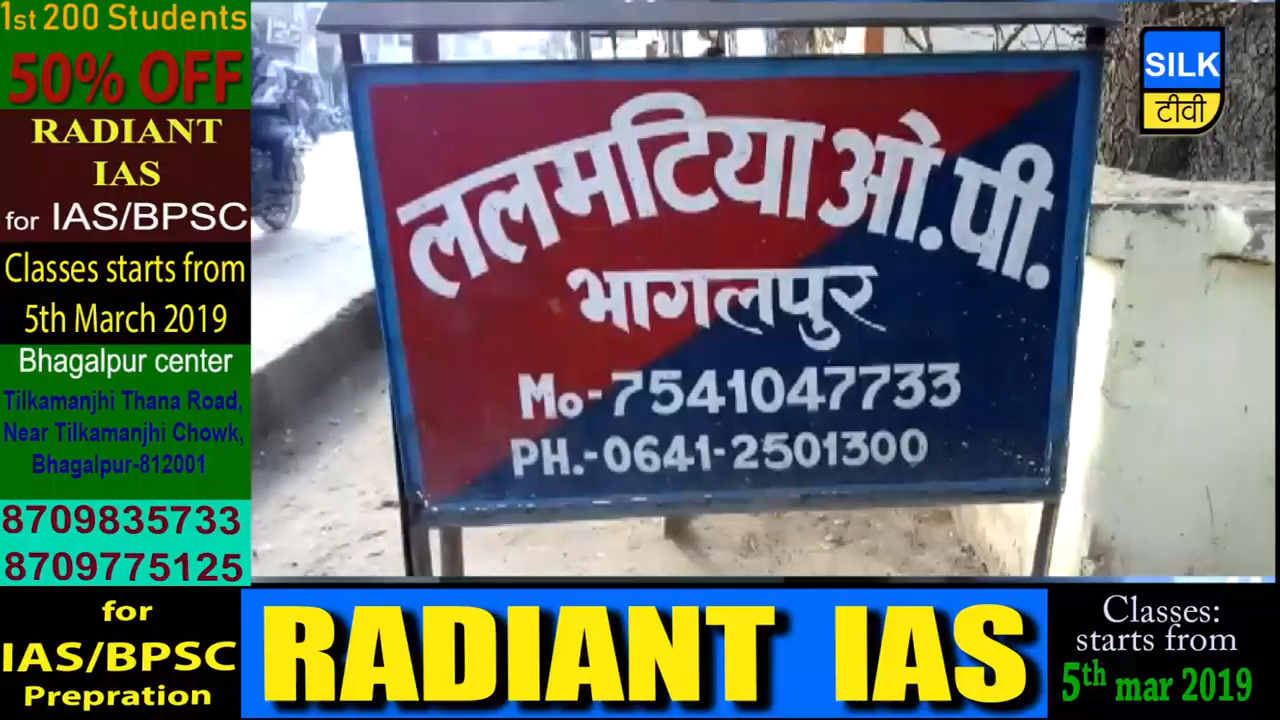 1st 200 Students
50% OFF
RADIANT
IAS
for IAS/BPSC
Classes starts from
5th March 2019
Bhagalpur center
Tilkamanjhi Thana Road,
Near Tilkamanjhi Chowk,
Bhagalpur-812001
8709835733
8709775125
for
IAS/BPSC
Prepration
SILK
टीवी
ललमटिया ओ.पी.
भागलपुर
Mo-7541047733
PH.-0641-2501300
RADIANT IAS
Classes:
starts from
5th mar 2019